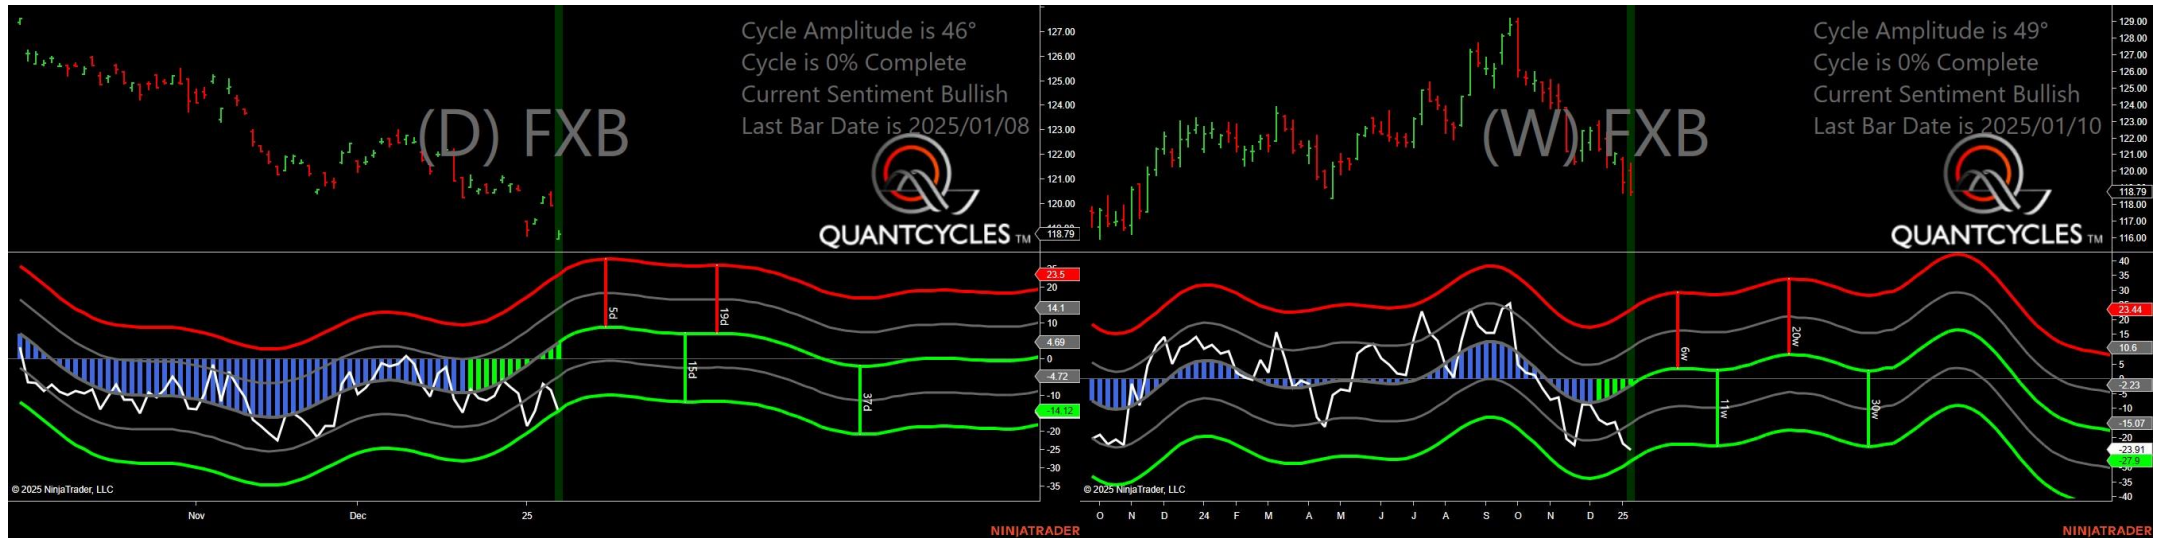 Cycle Amplitude is 46°
Cycle is 0% Complete
Current Sentiment Bullish
Last Bar Date is 2025/01/08
(D) FXB
QUANTCYCLES TM
127.00
126.00
125.00
124.00
123.00
122.00
121.00
120.00
118.79
23.5
20
14.1
10
4.69
0
-4.72
-10
-14.12
-20
-25
-30
-35
5d
19d
15d
37d
© 2025 NinjaTrader, LLC
Nov
Dec
25
NINJATRADER
Cycle Amplitude is 49°
Cycle is 0% Complete
Current Sentiment Bullish
Last Bar Date is 2025/01/10
(W) FXB
QUANTCYCLES TM
129.00
128.00
127.00
126.00
125.00
124.00
123.00
122.00
121.00
120.00
118.79
118.00
117.00
116.00
40
35
30
23.44
20
15
10.6
5
0
-2.23
-5
-10
-15.07
-20
-23.91
-27.9
-35
-40
6w
20w
11w
30w
© 2025 NinjaTrader, LLC
O N D 24 F M A M J J A S O N D 25
NINJATRADER